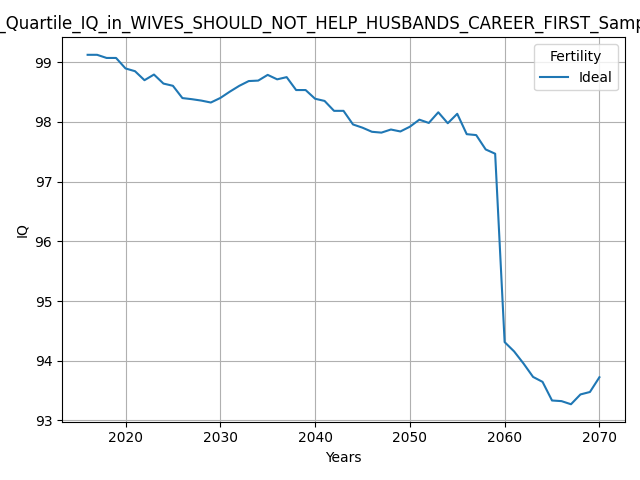 _Quartile_IQ_in_WIVES_SHOULD_NOT_HELP_HUSBANDS_CAREER_FIRST_Samp
Fertility
Ideal
99
98
97
96
95
94
93
IQ
2020 2030 2040 2050 2060 2070
Years